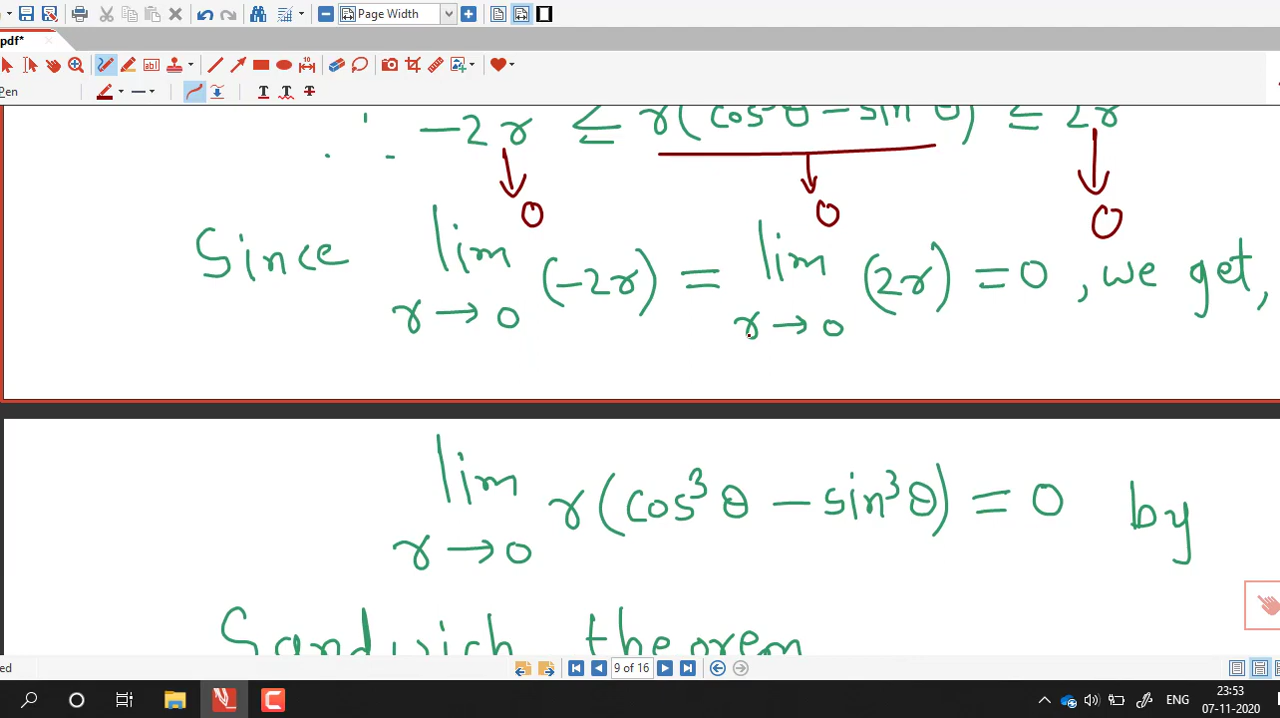 Page Width
pdf*
Pen
∴ −2r ≤ r(cos³θ − sin³θ) ≤ 2r
0 0 0
Since lim r→0 (−2r) = lim r→0 (2r) = 0, we get,
lim r→0 r(cos³θ − sin³θ) = 0 by
Sandwich theorem
9 of 16
ENG
23:53
07-11-2020